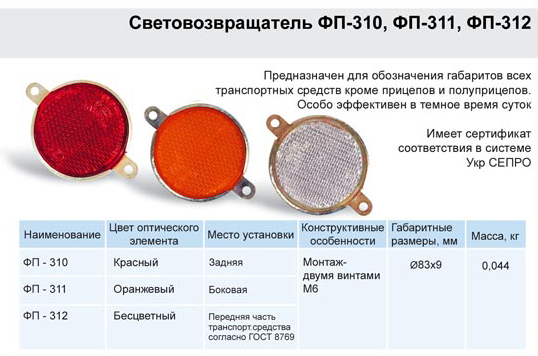 Световозвращатель ФП-310, ФП-311, ФП-312
Предназначен для обозначения габаритов всех
транспортных средств кроме прицепов и полуприцепов.
Особо эффективен в темное время суток
Имеет сертификат
соответствия в системе
Укр СЕПРО
Наименование
Цвет оптического
элемента
Место установки
Конструктивные
особенности
Габаритные
размеры, мм
Масса, кг
ФП - 310
Красный
Задняя
Монтаж-
двумя винтами
М6
Ø83х9
0,044
ФП - 311
Оранжевый
Боковая
ФП - 312
Бесцветный
Передняя часть
транспорт.средства
согласно ГОСТ 8769